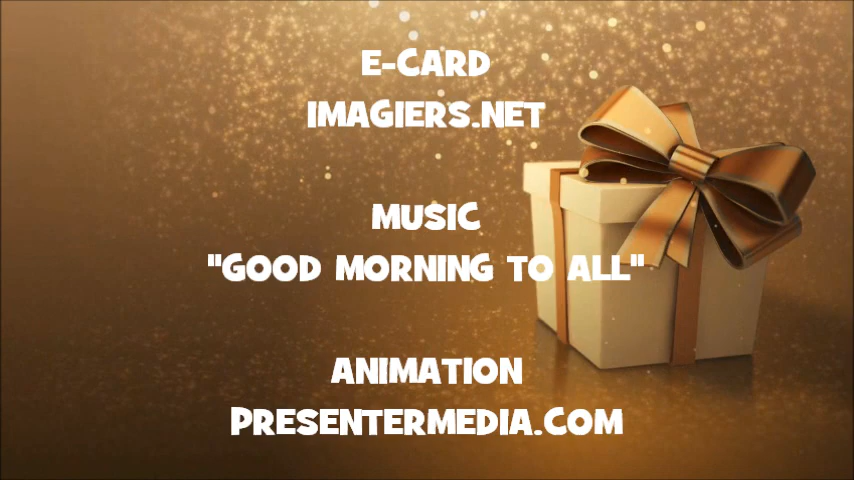 E-CARD
IMAGIERS.NET
MUSIC
"GOOD MORNING TO ALL"
ANIMATION
PRESENTERMEDIA.COM